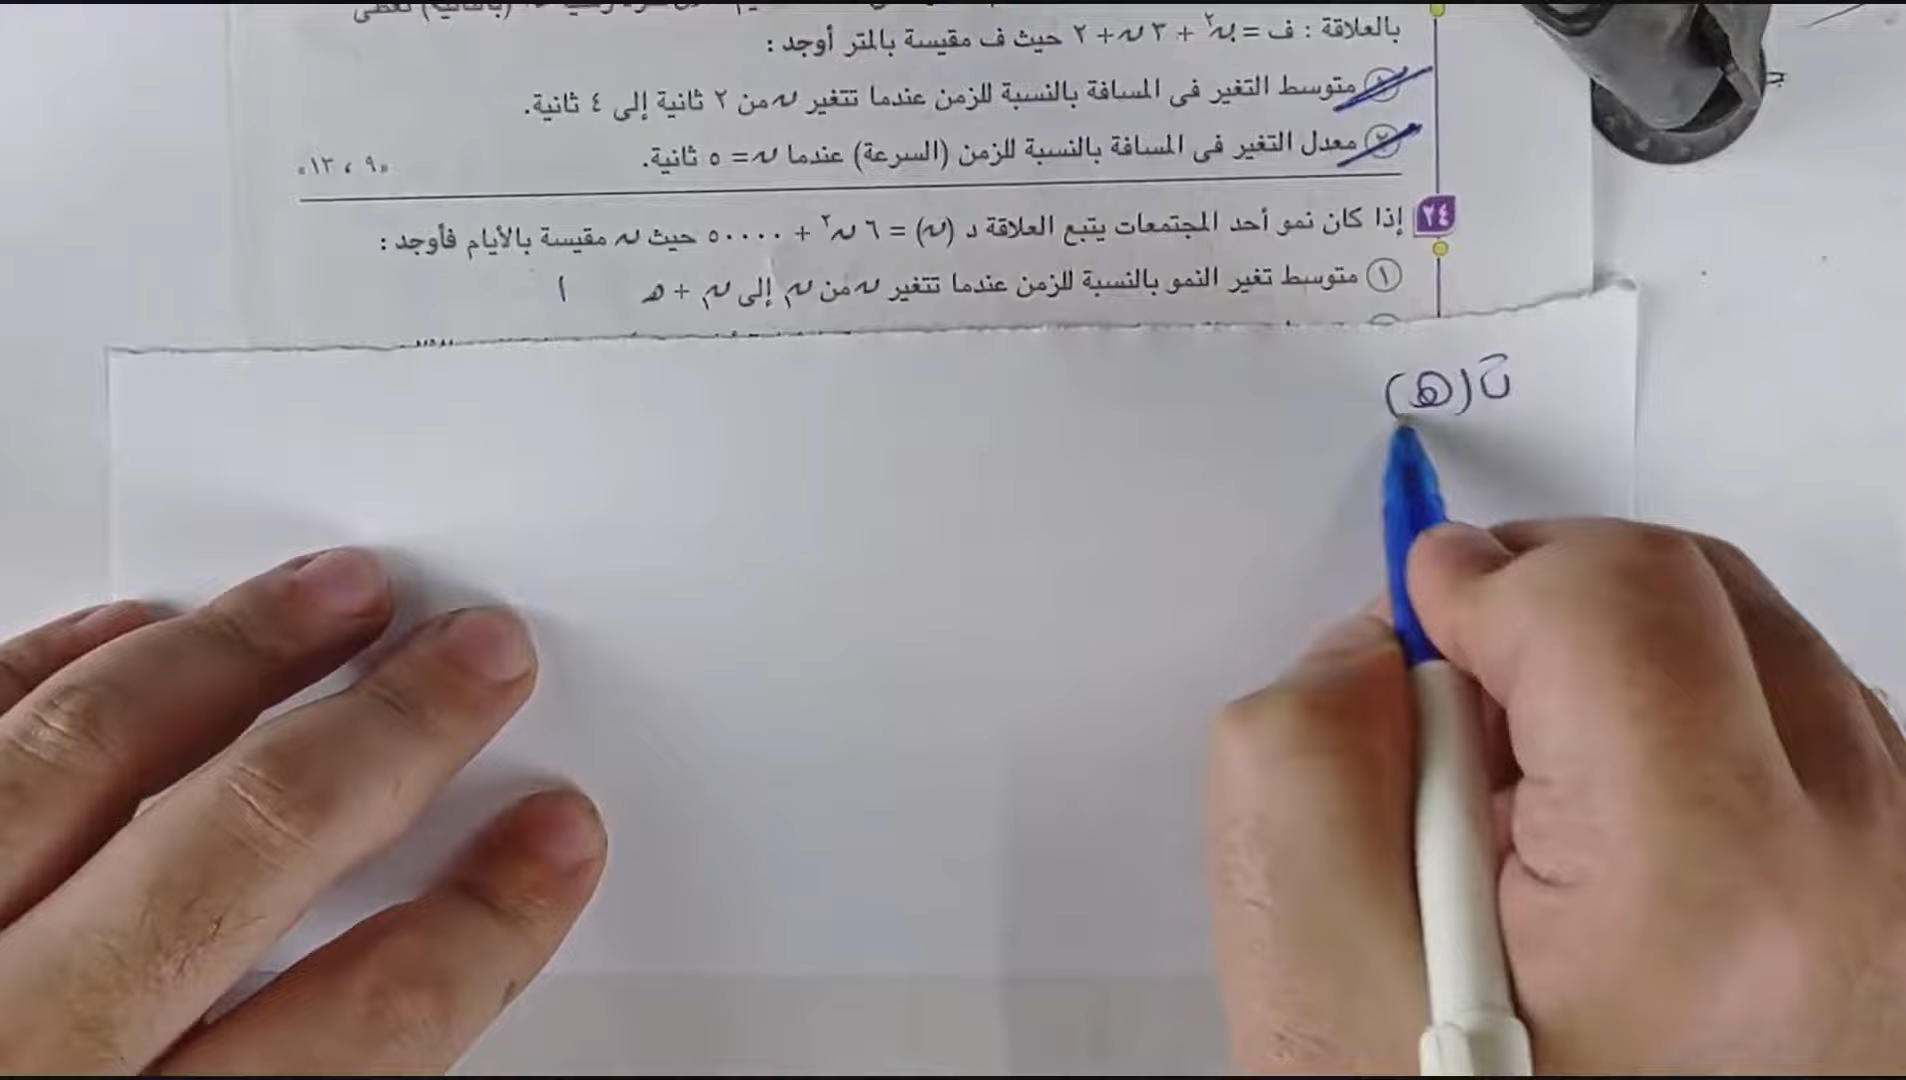 بالعلاقة : ف = ن٢ + ٣ ن + ٢ حيث ف مقيسة بالمتر أوجد :
١ متوسط التغير فى المسافة بالنسبة للزمن عندما تتغير ن من ٢ ثانية إلى ٤ ثانية.
٢ معدل التغير فى المسافة بالنسبة للزمن (السرعة) عندما ن = ٥ ثانية.
«٩ ، ١٣»
٢٤ إذا كان نمو أحد المجتمعات يتبع العلاقة د (ن) = ٦ ن٢ + ٥٠٠٠٠ حيث ن مقيسة بالأيام فأوجد :
١ متوسط تغير النمو بالنسبة للزمن عندما تتغير ن من ن إلى ن + ھ
(ھ)